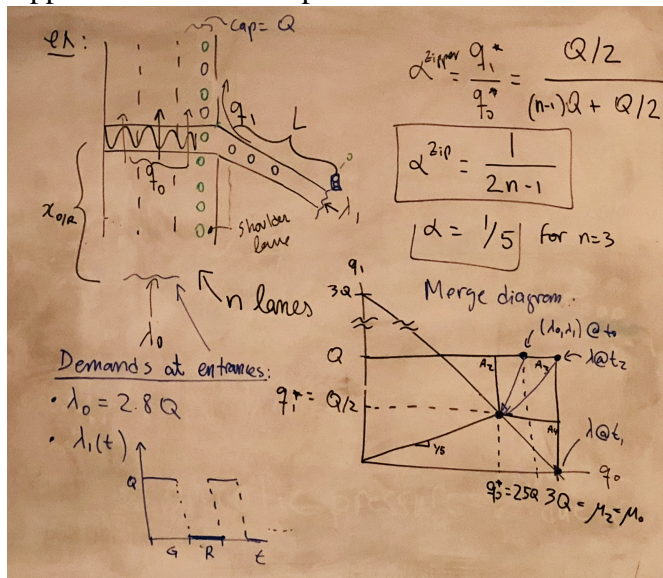 ex:
cap = Q
q₁
L
q₀
x₀/R
λ₁
shoulder
lane
n lanes
λ₀
Demands at entrances:
• λ₀ = 2.8Q
• λ₁(t)
Q
G R t
α^Zipper = q₁*/q₀* = (Q/2) / ((n-1)Q + Q/2)
α^Zip = 1/(2n-1)
α = 1/5 for n=3
Merge diagram:
q₁
3Q
(λ₀,λ₁)@t₀
Q
A₂
A₃
λ@t₂
q₁* = Q/2
A₄
λ@t₁
1/5
q₀
q₀* = 25Q 3Q = μ₂ = μ₀